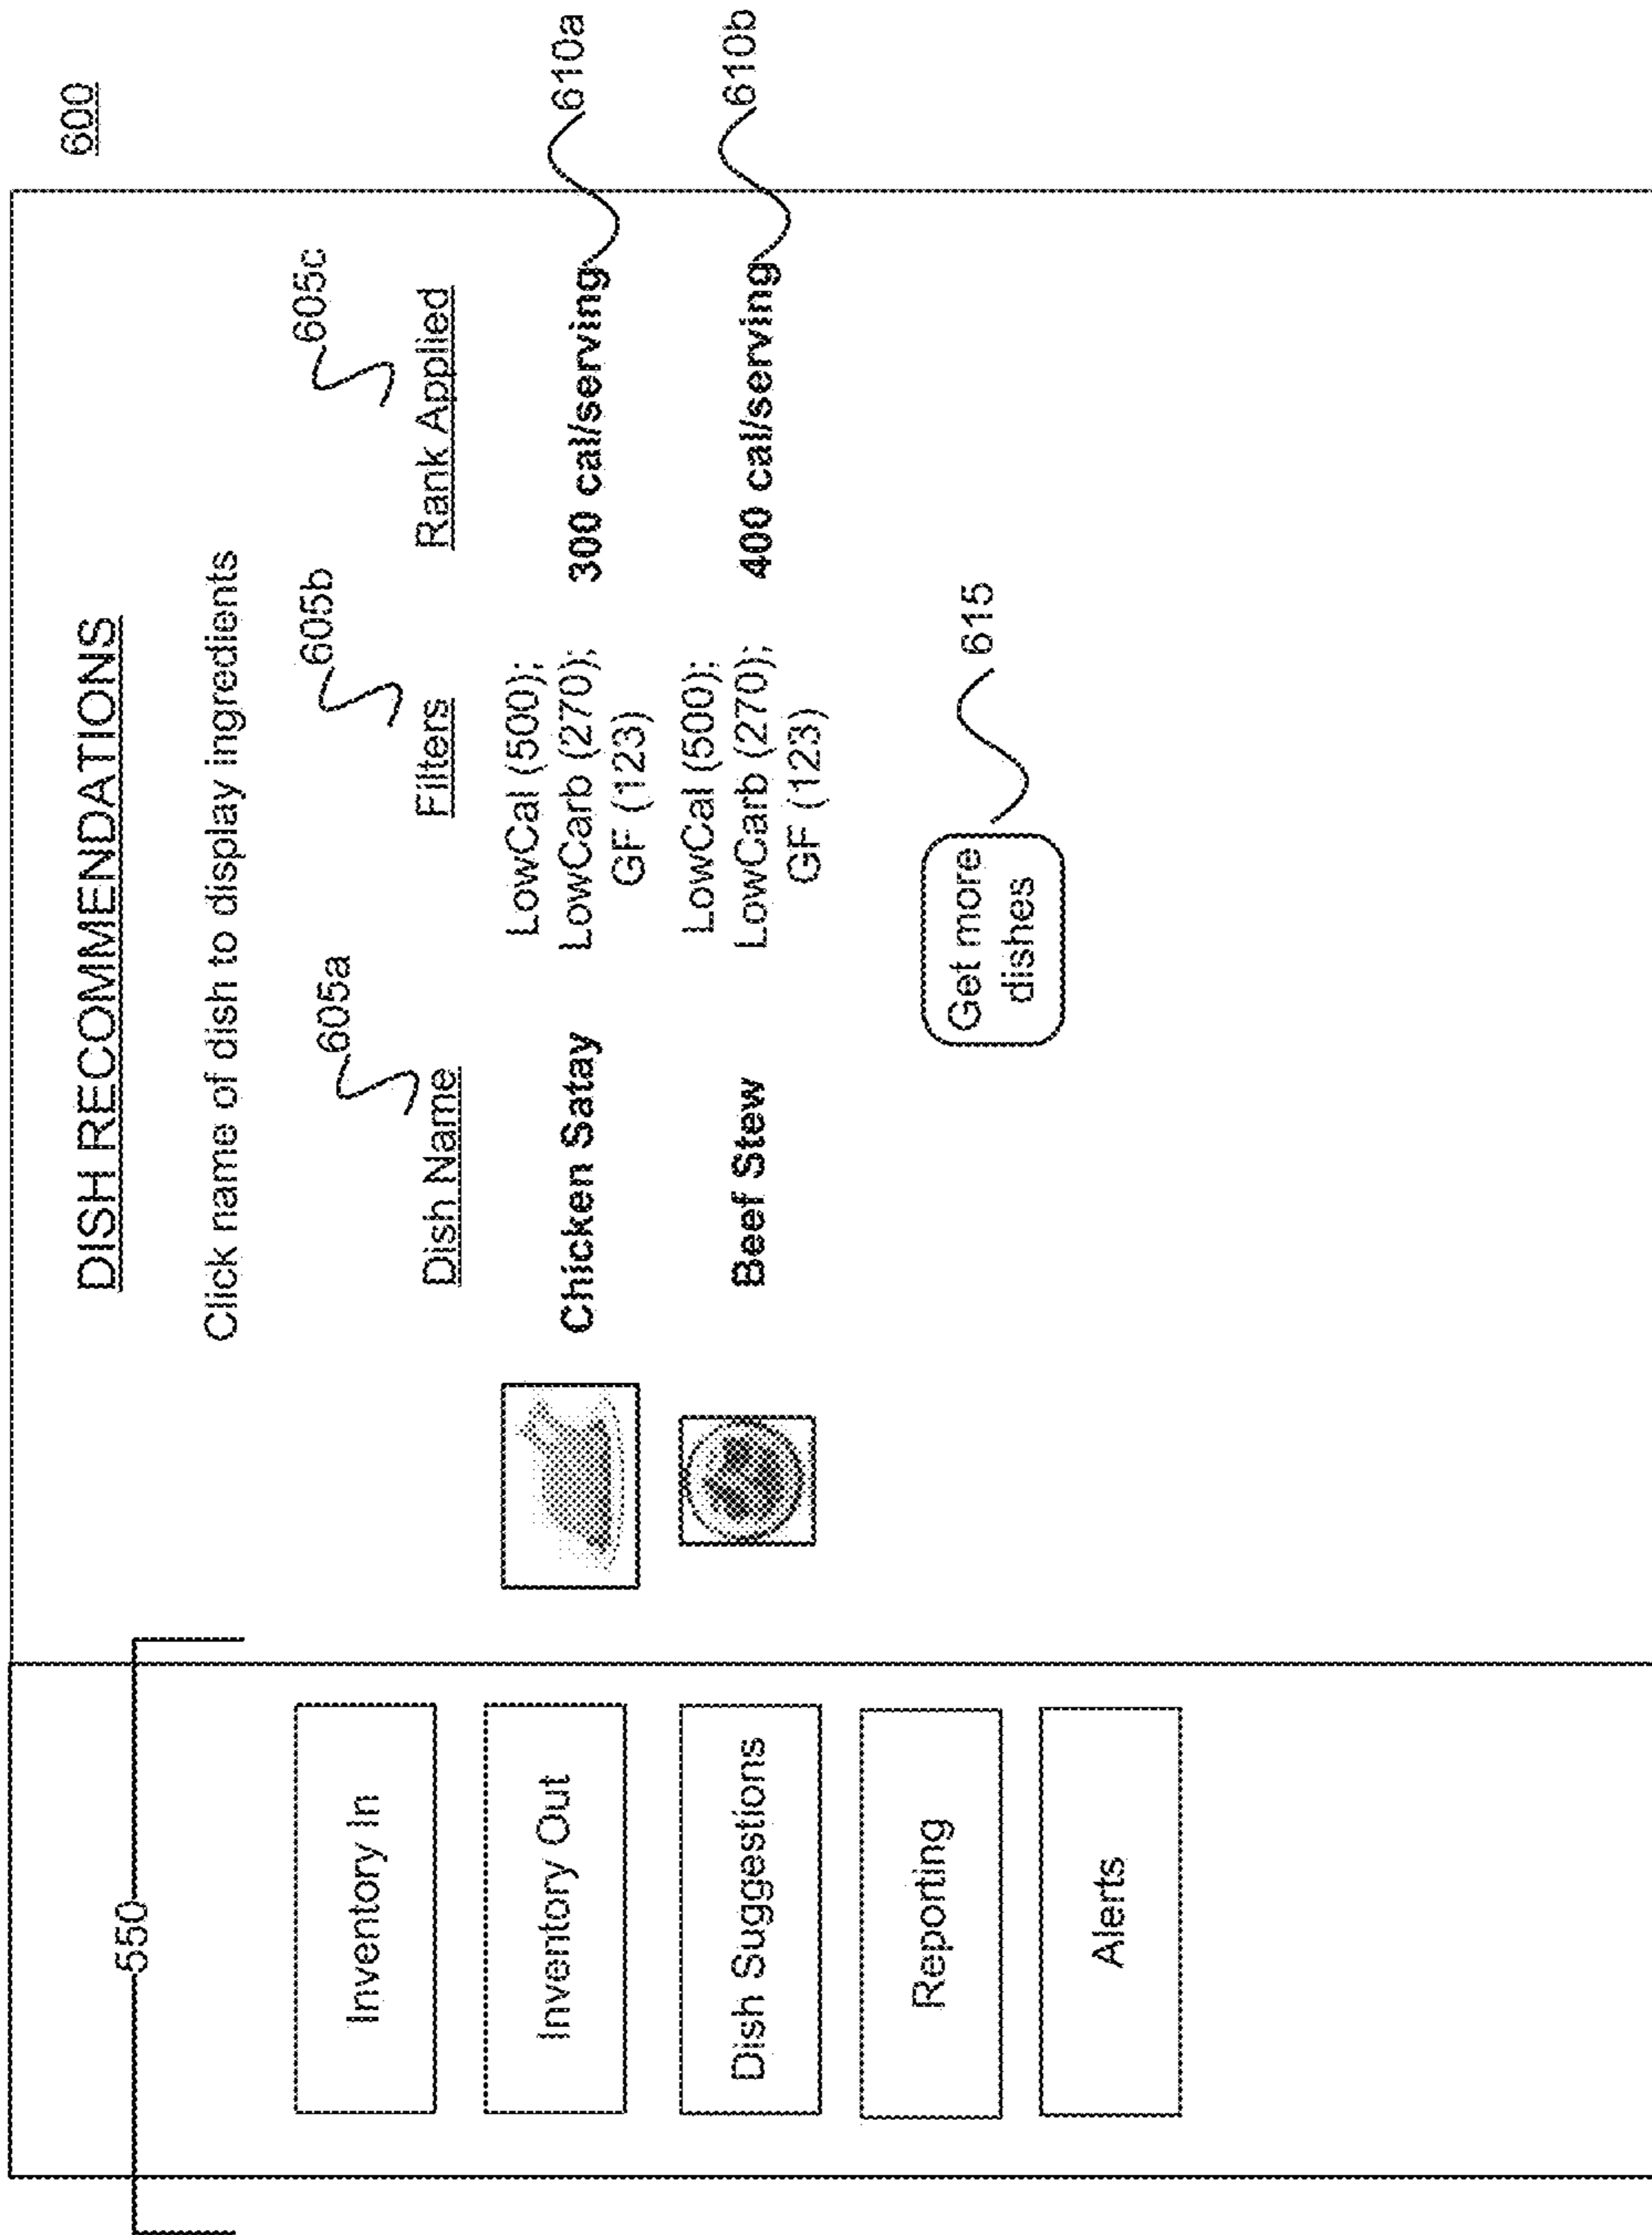 600
550
DISH RECOMMENDATIONS
Click name of dish to display ingredients
605a
605b
605c
Dish Name
Filters
Rank Applied
Chicken Satay
LowCal (500);
LowCarb (270);
GF (123)
300 cal/serving
610a
Beef Stew
LowCal (500);
LowCarb (270);
GF (123)
400 cal/serving
610b
Get more
dishes
615
Inventory In
Inventory Out
Dish Suggestions
Reporting
Alerts